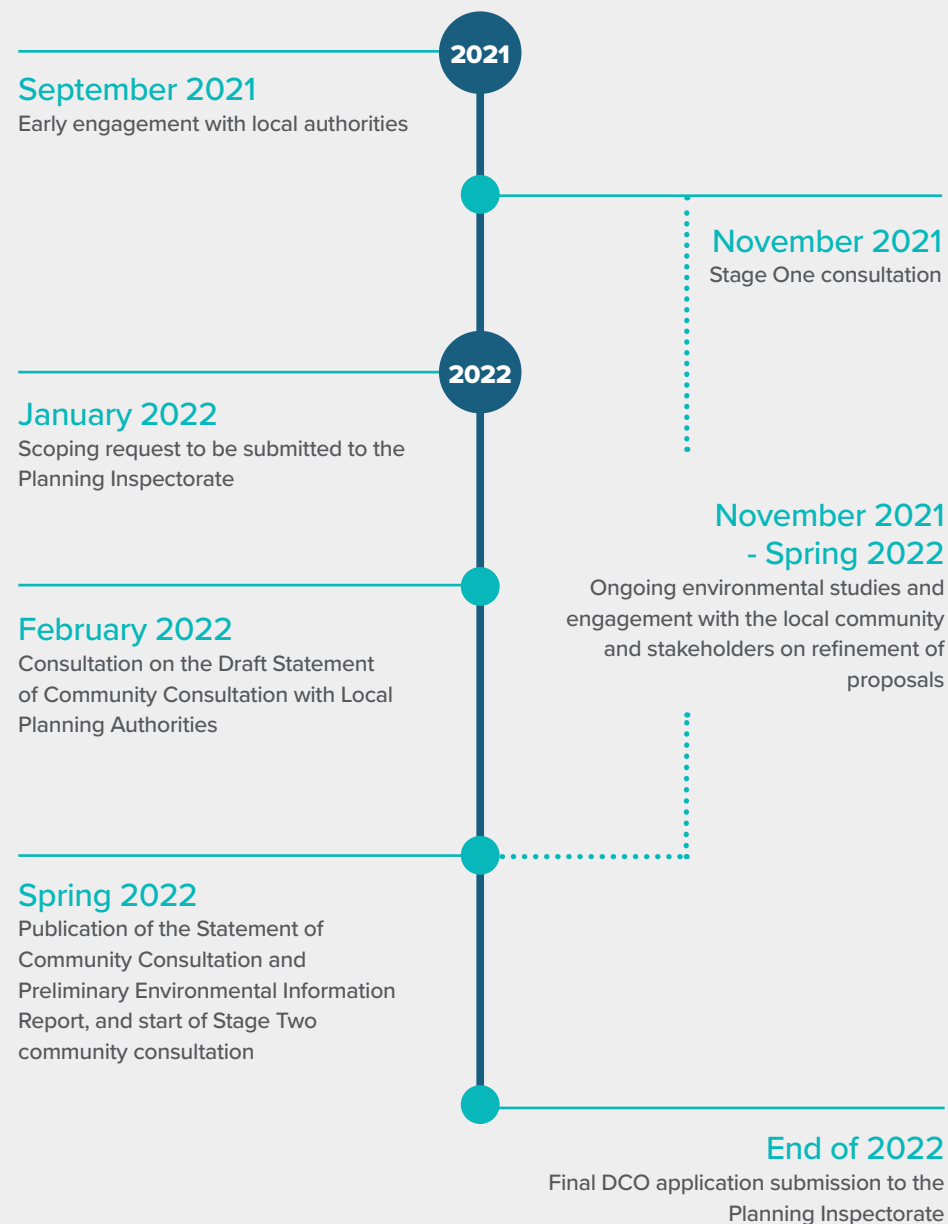 2021
September 2021
Early engagement with local authorities
November 2021
Stage One consultation
2022
January 2022
Scoping request to be submitted to the
Planning Inspectorate
November 2021
- Spring 2022
Ongoing environmental studies and
engagement with the local community
and stakeholders on refinement of
proposals
February 2022
Consultation on the Draft Statement
of Community Consultation with Local
Planning Authorities
Spring 2022
Publication of the Statement of
Community Consultation and
Preliminary Environmental Information
Report, and start of Stage Two
community consultation
End of 2022
Final DCO application submission to the
Planning Inspectorate